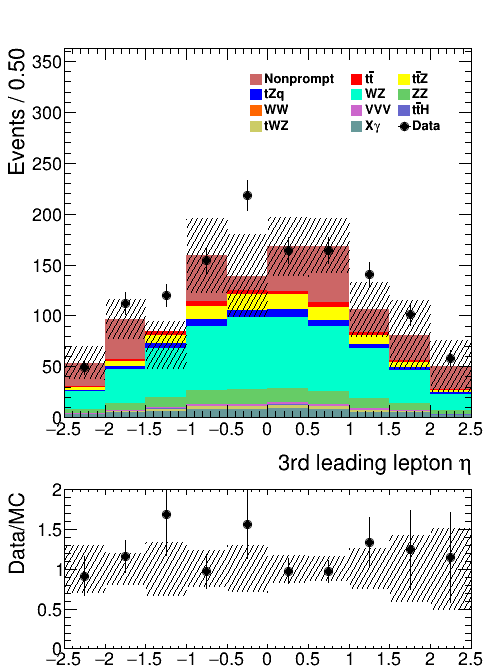 Events / 0.50
350
300
250
200
150
100
50
0
Nonprompt tt̄ tt̄Z
tZq WZ ZZ
WW VVV tt̄H
tWZ Xγ Data
−2.5 −2 −1.5 −1 −0.5 0 0.5 1 1.5 2 2.5
3rd leading lepton η
Data/MC
2
1.5
1
0.5
0
−2.5 −2 −1.5 −1 −0.5 0 0.5 1 1.5 2 2.5